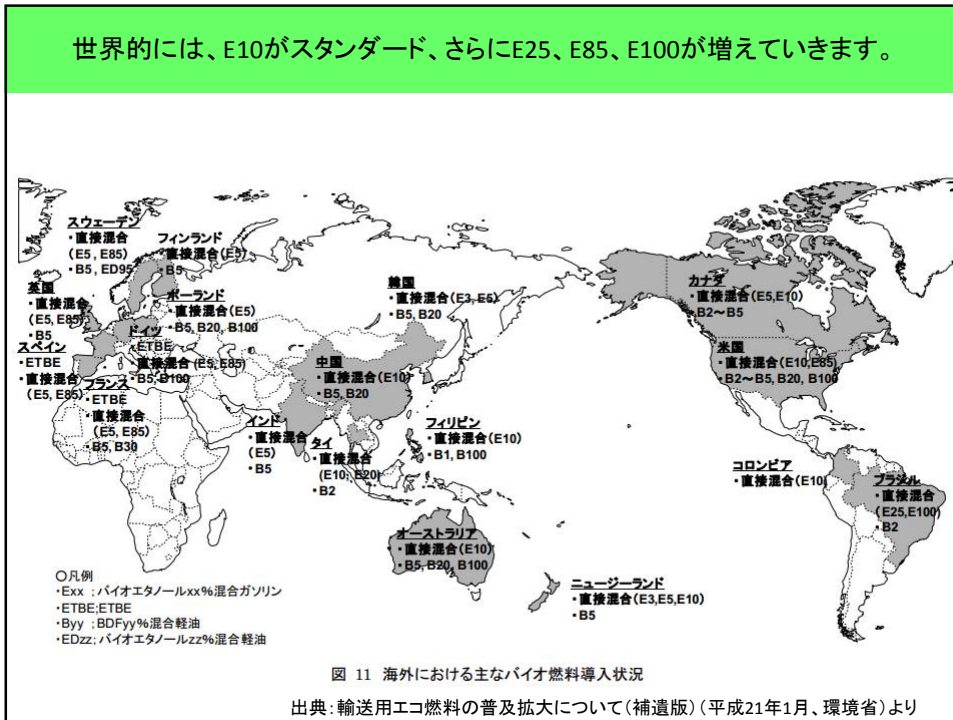 世界的には、E10がスタンダード、さらにE25、E85、E100が増えていきます。
スウェーデン
・直接混合
(E5, E85)
・B5, ED95
フィンランド
・直接混合(E5)
・B5
英国
・直接混合
(E5, E85)
・B5
ポーランド
・直接混合(E5)
・B5, B20, B100
ドイツ
・ETBE
・直接混合(E5, E85)
・B5, B100
スペイン
・ETBE
・直接混合
(E5, E85)
フランス
・ETBE
・直接混合
(E5, E85)
・B5, B30
韓国
・直接混合(E3, E5)
・B5, B20
中国
・直接混合(E10)
・B5, B20
インド
・直接混合
(E5)
・B5
タイ
・直接混合
(E10, E20)
・B2
フィリピン
・直接混合(E10)
・B1, B100
オーストラリア
・直接混合(E10)
・B5, B20, B100
ニュージーランド
・直接混合(E3,E5,E10)
・B5
カナダ
・直接混合(E5,E10)
・B2～B5
米国
・直接混合(E10,E85)
・B2～B5, B20, B100
コロンビア
・直接混合(E10)
ブラジル
・直接混合
(E25,E100)
・B2
○凡例
・Exx ;バイオエタノールxx%混合ガソリン
・ETBE;ETBE
・Byy ;BDFyy%混合軽油
・EDzz;バイオエタノールzz%混合軽油
図 11 海外における主なバイオ燃料導入状況
出典:輸送用エコ燃料の普及拡大について(補遺版)(平成21年1月、環境省)より